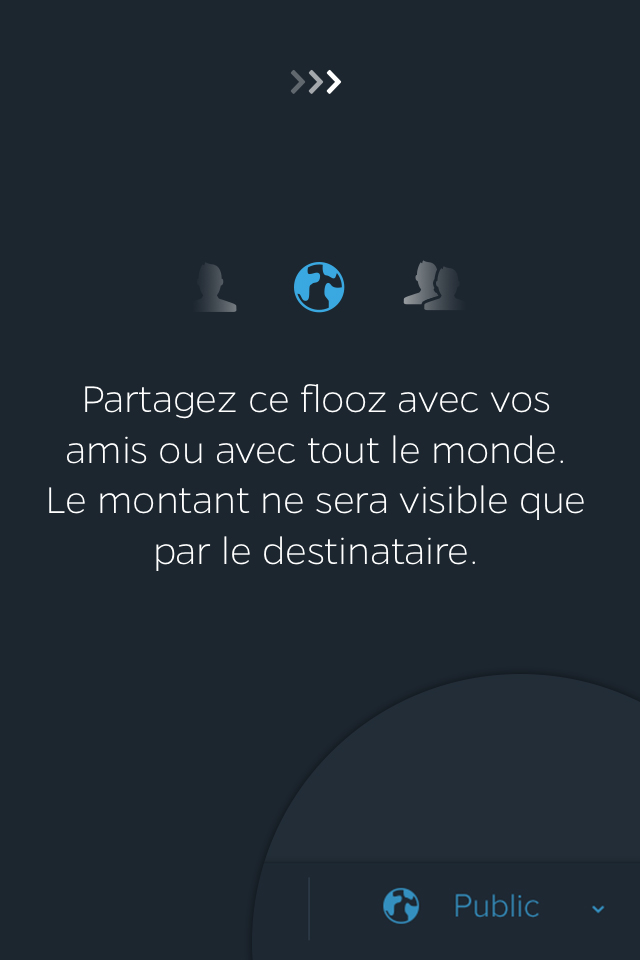 Partagez ce flooz avec vos
amis ou avec tout le monde.
Le montant ne sera visible que
par le destinataire.
Public